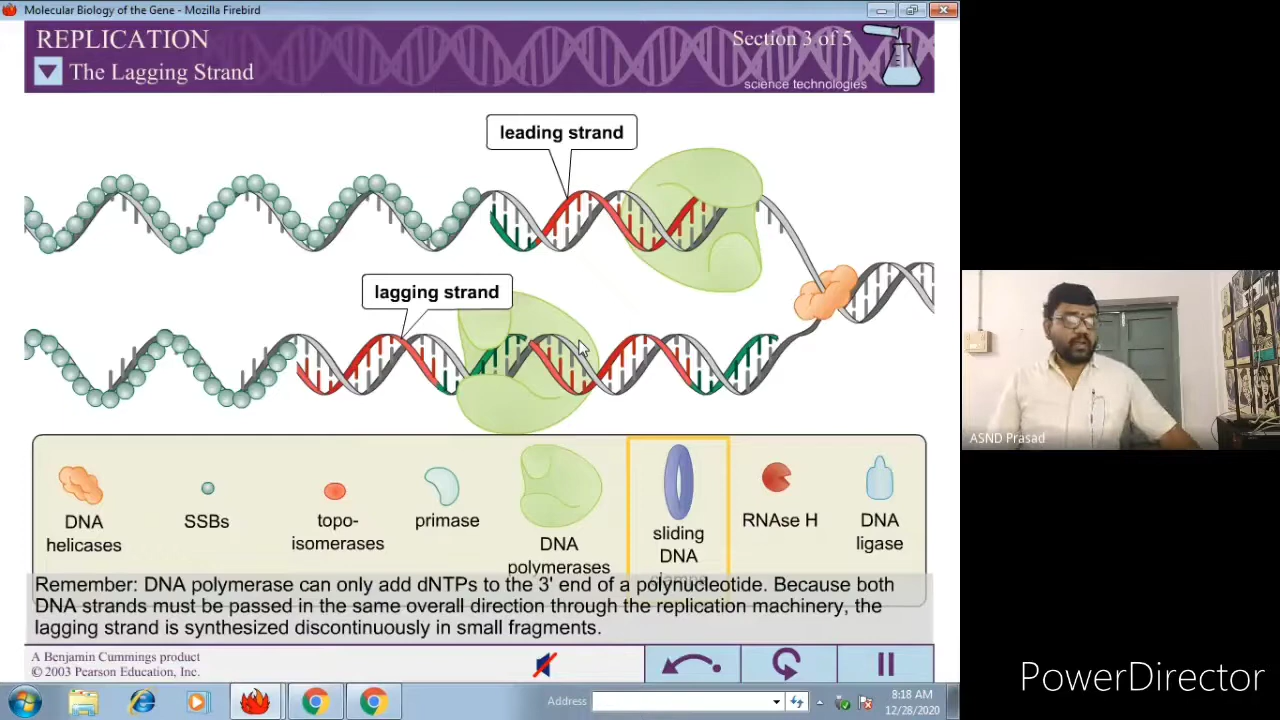 Molecular Biology of the Gene - Mozilla Firebird
REPLICATION
The Lagging Strand
Section 3 of 5
science technologies
leading strand
lagging strand
DNA
helicases
SSBs
topo-
isomerases
primase
DNA
polymerases
sliding
DNA
RNAse H
DNA
ligase
Remember: DNA polymerase can only add dNTPs to the 3' end of a polynucleotide. Because both
DNA strands must be passed in the same overall direction through the replication machinery, the
lagging strand is synthesized discontinuously in small fragments.
A Benjamin Cummings product
© 2003 Pearson Education, Inc.
Address
8:18 AM
12/28/2020
ASND Prasad
PowerDirector